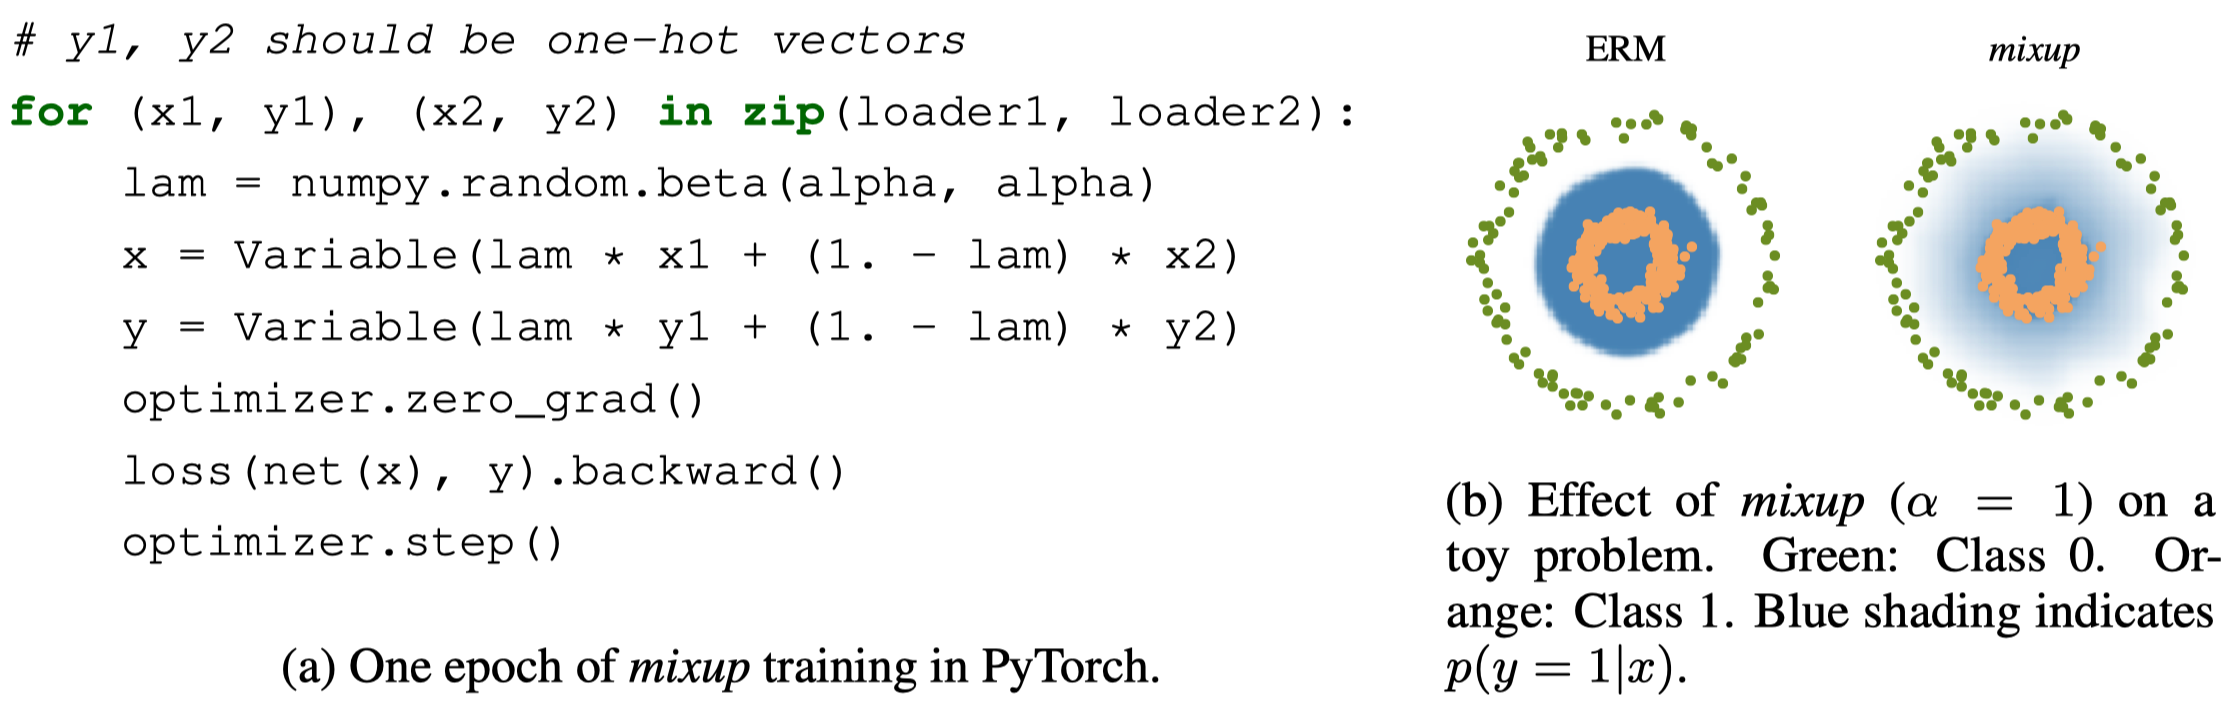 # y1, y2 should be one-hot vectors
for (x1, y1), (x2, y2) in zip(loader1, loader2):
    lam = numpy.random.beta(alpha, alpha)
    x = Variable(lam * x1 + (1. - lam) * x2)
    y = Variable(lam * y1 + (1. - lam) * y2)
    optimizer.zero_grad()
    loss(net(x), y).backward()
    optimizer.step()
(a) One epoch of mixup training in PyTorch.
ERM
mixup
(b) Effect of mixup (α = 1) on a
toy problem. Green: Class 0. Or-
ange: Class 1. Blue shading indicates
p(y = 1|x).